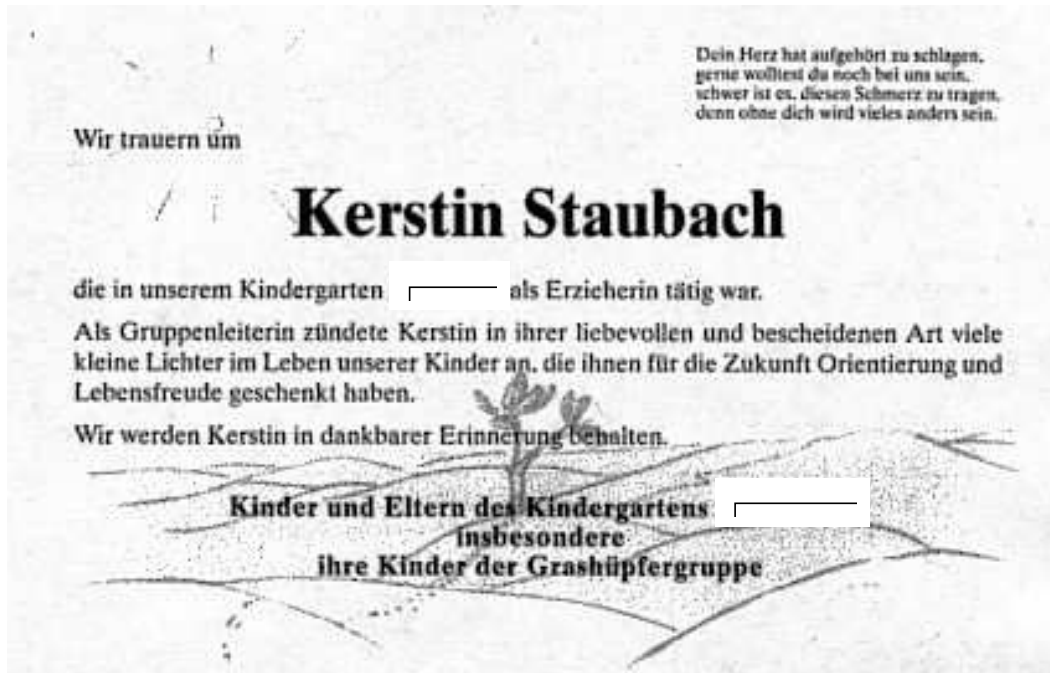 Dein Herz hat aufgehört zu schlagen,
gerne wolltest du noch bei uns sein,
schwer ist es, diesen Schmerz zu tragen,
denn ohne dich wird vieles anders sein.
Wir trauern um
Kerstin Staubach
die in unserem Kindergarten als Erzieherin tätig war.
Als Gruppenleiterin zündete Kerstin in ihrer liebevollen und bescheidenen Art viele
kleine Lichter im Leben unserer Kinder an, die ihnen für die Zukunft Orientierung und
Lebensfreude geschenkt haben.
Wir werden Kerstin in dankbarer Erinnerung behalten.
Kinder und Eltern des Kindergartens
insbesondere
ihre Kinder der Grashüpfergruppe